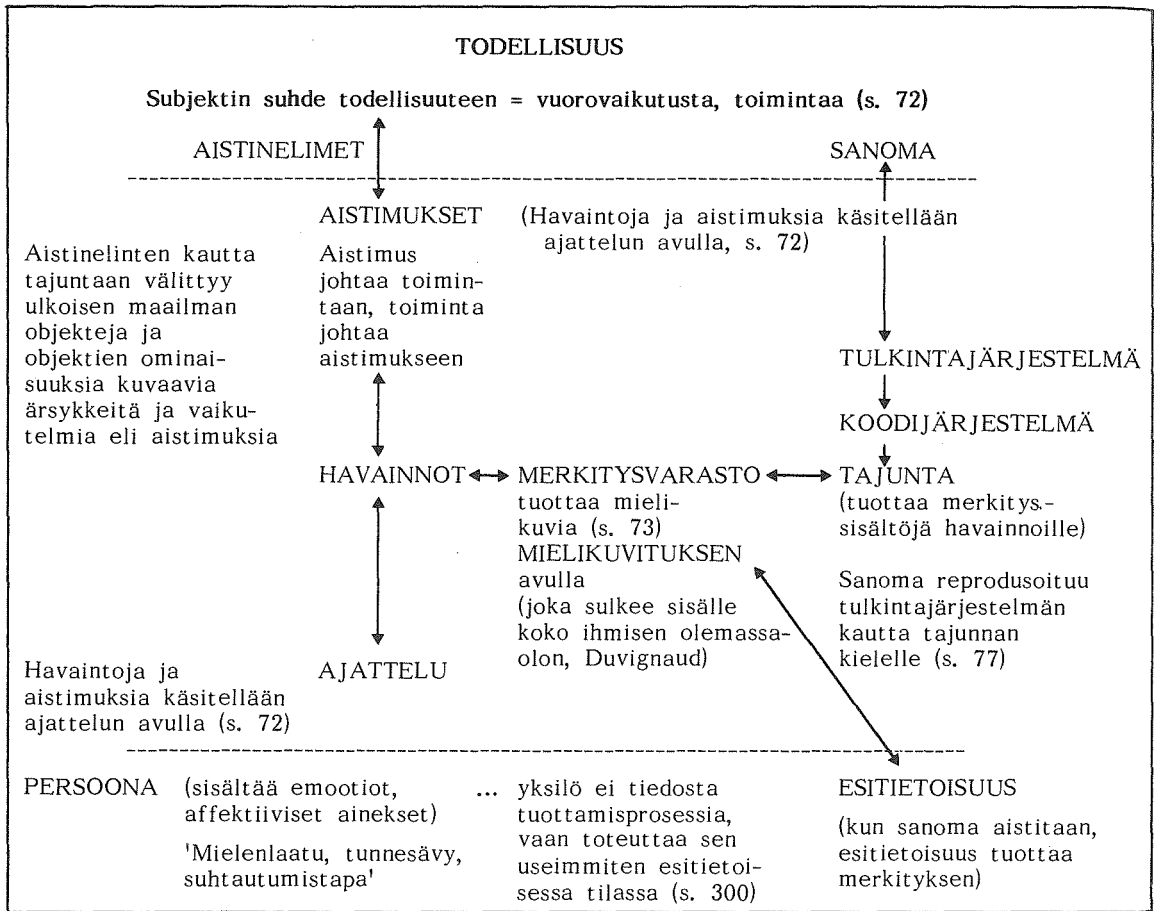 TODELLISUUS
Subjektin suhde todellisuuteen = vuorovaikutusta, toimintaa (s. 72)
AISTINELIMET
SANOMA
AISTIMUKSET
(Havaintoja ja aistimuksia käsitellään
ajattelun avulla, s. 72)
Aistinelinten kautta
tajuntaan välittyy
ulkoisen maailman
objekteja ja
objektien ominai-
suuksia kuvaavia
ärsykkeitä ja vaiku-
telmia eli aistimuksia
Aistimus
johtaa toimin-
taan, toiminta
johtaa
aistimukseen
TULKINTAJÄRJESTELMÄ
KOODIJÄRJESTELMÄ
HAVAINNOT
MERKITYSVARASTO
tuottaa mieli-
kuvia (s. 73)
MIELIKUVITUKSEN
avulla
(joka sulkee sisälle
koko ihmisen olemassa-
olon, Duvignaud)
TAJUNTA
(tuottaa merkitys-
sisältöjä havainnoille)
Sanoma reprodusoituu
tulkintajärjestelmän
kautta tajunnan
kielelle (s. 77)
Havaintoja ja
aistimuksia käsitellään
ajattelun avulla (s. 72)
AJATTELU
PERSOONA
(sisältää emootiot,
affektiiviset ainekset)
'Mielenlaatu, tunnesävy,
suhtautumistapa'
... yksilö ei tiedosta
tuottamisprosessia,
vaan toteuttaa sen
useimmiten esitietoi-
sessa tilassa (s. 300)
ESITIETOISUUS
(kun sanoma aistitaan,
esitietoisuus tuottaa
merkityksen)